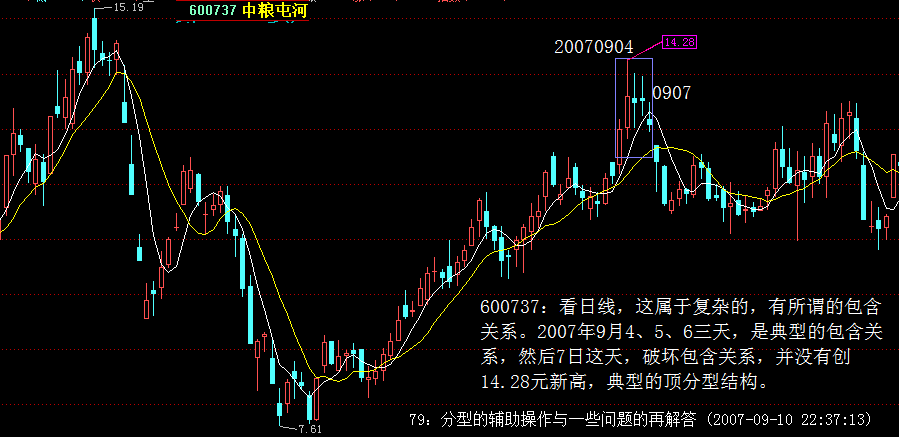 15.19
600737 中粮屯河
20070904
14.28
0907
600737：看日线，这属于复杂的，有所谓的包含
关系。2007年9月4、5、6三天，是典型的包含关
系，然后7日这天，破坏包含关系，并没有创
14.28元新高，典型的顶分型结构。
79：分型的辅助操作与一些问题的再解答 (2007-09-10 22:37:13)
7.61